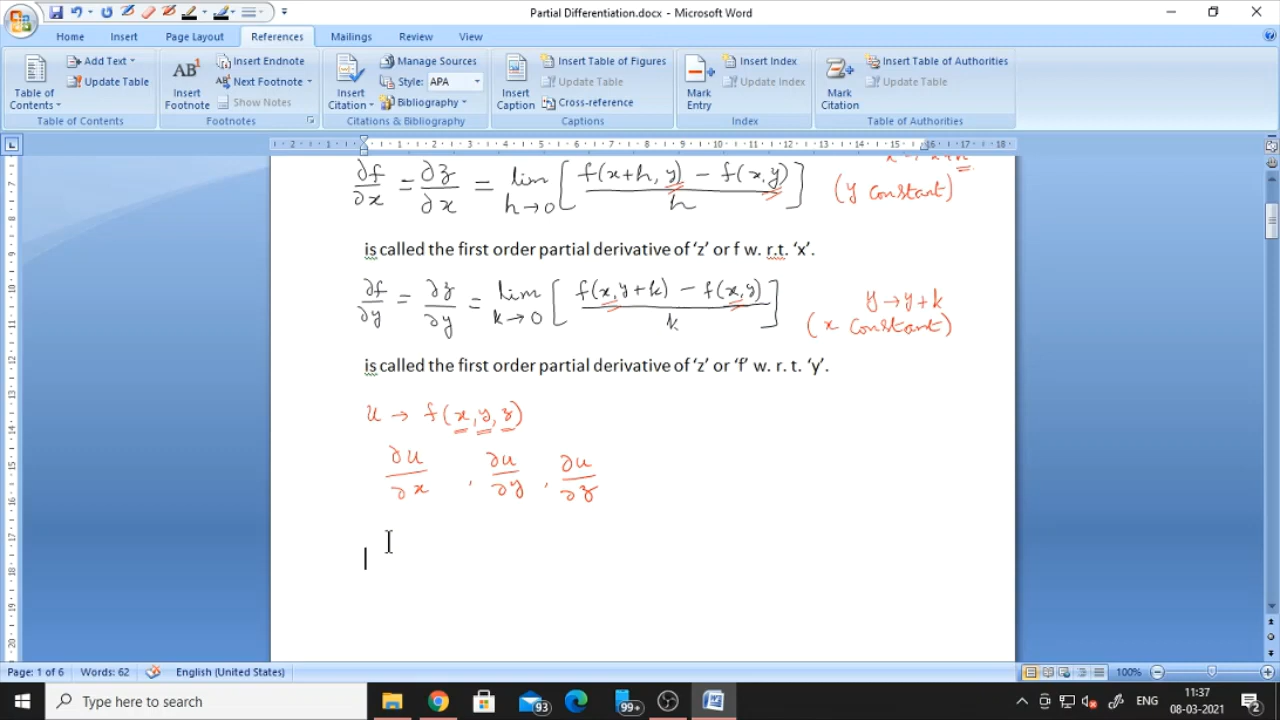 Partial Differentiation.docx - Microsoft Word
Home Insert Page Layout References Mailings Review View
Table of Contents
Add Text
Update Table
Table of Contents
AB¹
Insert Footnote
Insert Endnote
Next Footnote
Show Notes
Footnotes
Insert Citation
Manage Sources
Style: APA
Bibliography
Citations & Bibliography
Insert Caption
Insert Table of Figures
Update Table
Cross-reference
Captions
Mark Entry
Insert Index
Update Index
Index
Mark Citation
Insert Table of Authorities
Update Table
Table of Authorities
∂f/∂x = ∂z/∂x = lim h→0 [ f(x+h, y) − f(x,y) / h ]
(y constant)
is called the first order partial derivative of ‘z’ or f w. r.t. ‘x’.
∂f/∂y = ∂z/∂y = lim k→0 [ f(x,y+k) − f(x,y) / k ] y → y+k
(x constant)
is called the first order partial derivative of ‘z’ or ‘f’ w. r. t. ‘y’.
u → f(x,y,z)
∂u/∂x , ∂u/∂y , ∂u/∂z
Page: 1 of 6 Words: 62 English (United States) 100%
Type here to search 93 99+ ENG 11:37
08-03-2021 2